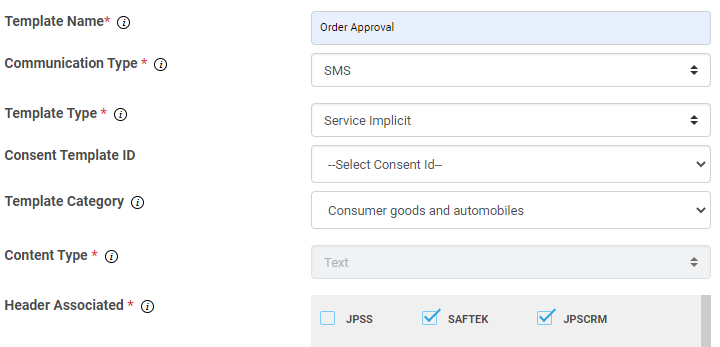 Template Name* i Order Approval
Communication Type * i SMS
Template Type * i Service Implicit
Consent Template ID --Select Consent Id--
Template Category i Consumer goods and automobiles
Content Type * i Text
Header Associated * i JPSS SAFTEK JPSCRM